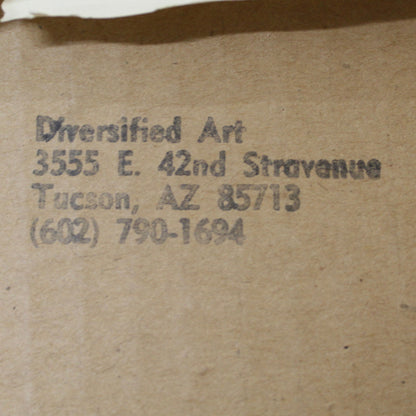 Diversified Art
3555 E. 42nd Stravenue
Tucson, AZ 85713
(602) 790-1694